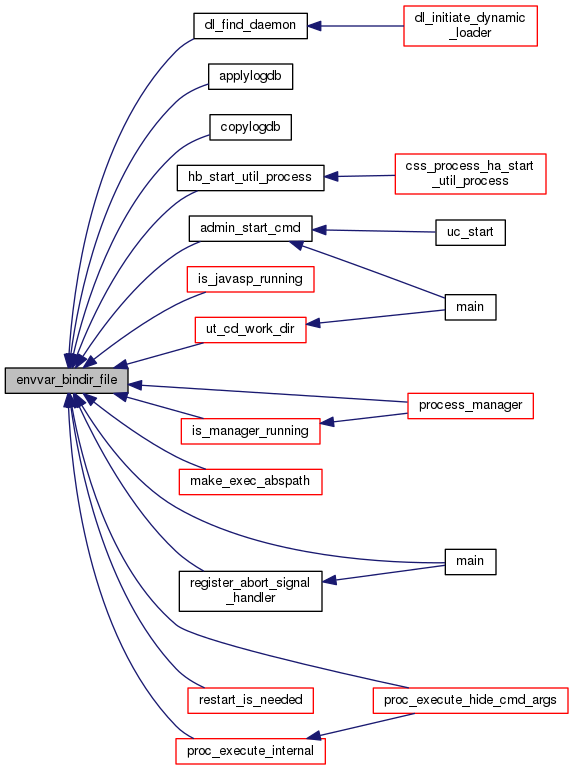 dl_find_daemon
dl_initiate_dynamic
_loader
applylogdb
copylogdb
hb_start_util_process
css_process_ha_start
_util_process
admin_start_cmd
uc_start
is_javasp_running
main
ut_cd_work_dir
envvar_bindir_file
process_manager
is_manager_running
make_exec_abspath
main
register_abort_signal
_handler
restart_is_needed
proc_execute_hide_cmd_args
proc_execute_internal